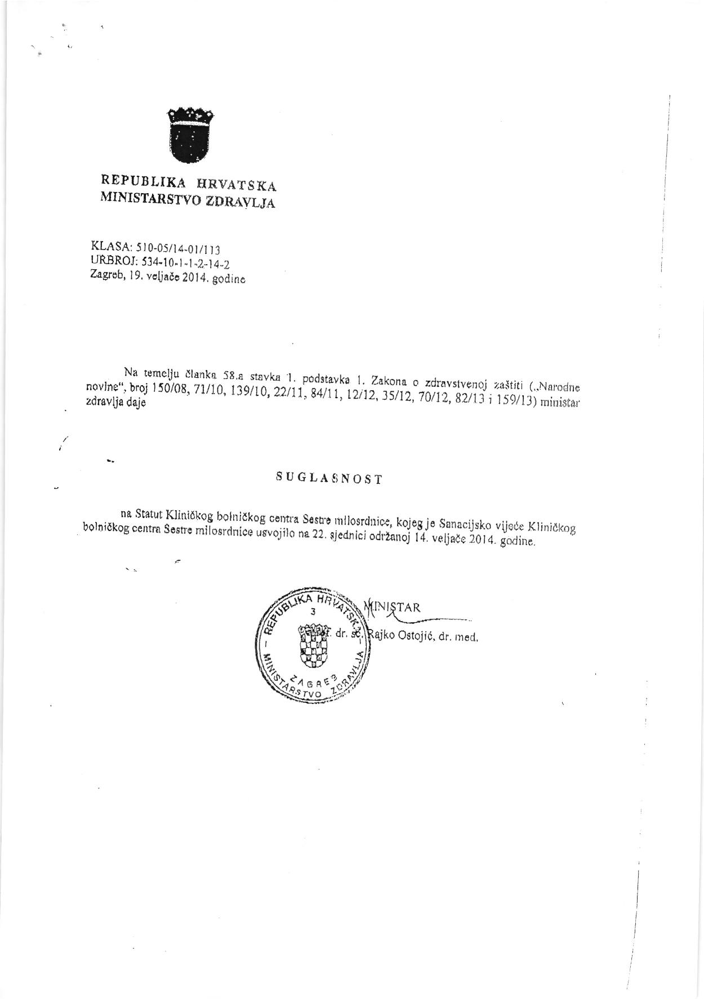 REPUBLIKA HRVATSKA
MINISTARSTVO ZDRAVLJA
KLASA: 510-05/14-01/113
URBROJ: 534-10-1-1-2-14-2
Zagreb, 19. veljače 2014. godine
Na temelju članka 58.a stavka 1. podstavka 1. Zakona o zdravstvenoj zaštiti („Narodne
novine“, broj 150/08, 71/10, 139/10, 22/11, 84/11, 12/12, 35/12, 70/12, 82/13 i 159/13) ministar
zdravlja daje
SUGLASNOST
na Statut Kliničkog bolničkog centra Sestre milosrdnice, kojeg je Sanacijsko vijeće Kliničkog
bolničkog centra Sestre milosrdnice usvojilo na 22. sjednici održanoj 14. veljače 2014. godine.
MINISTAR
dr. sc. Rajko Ostojić, dr. med.
REPUBLIKA HRVATSKA
3
ZAGREB
MINISTARSTVO ZDRAVLJA